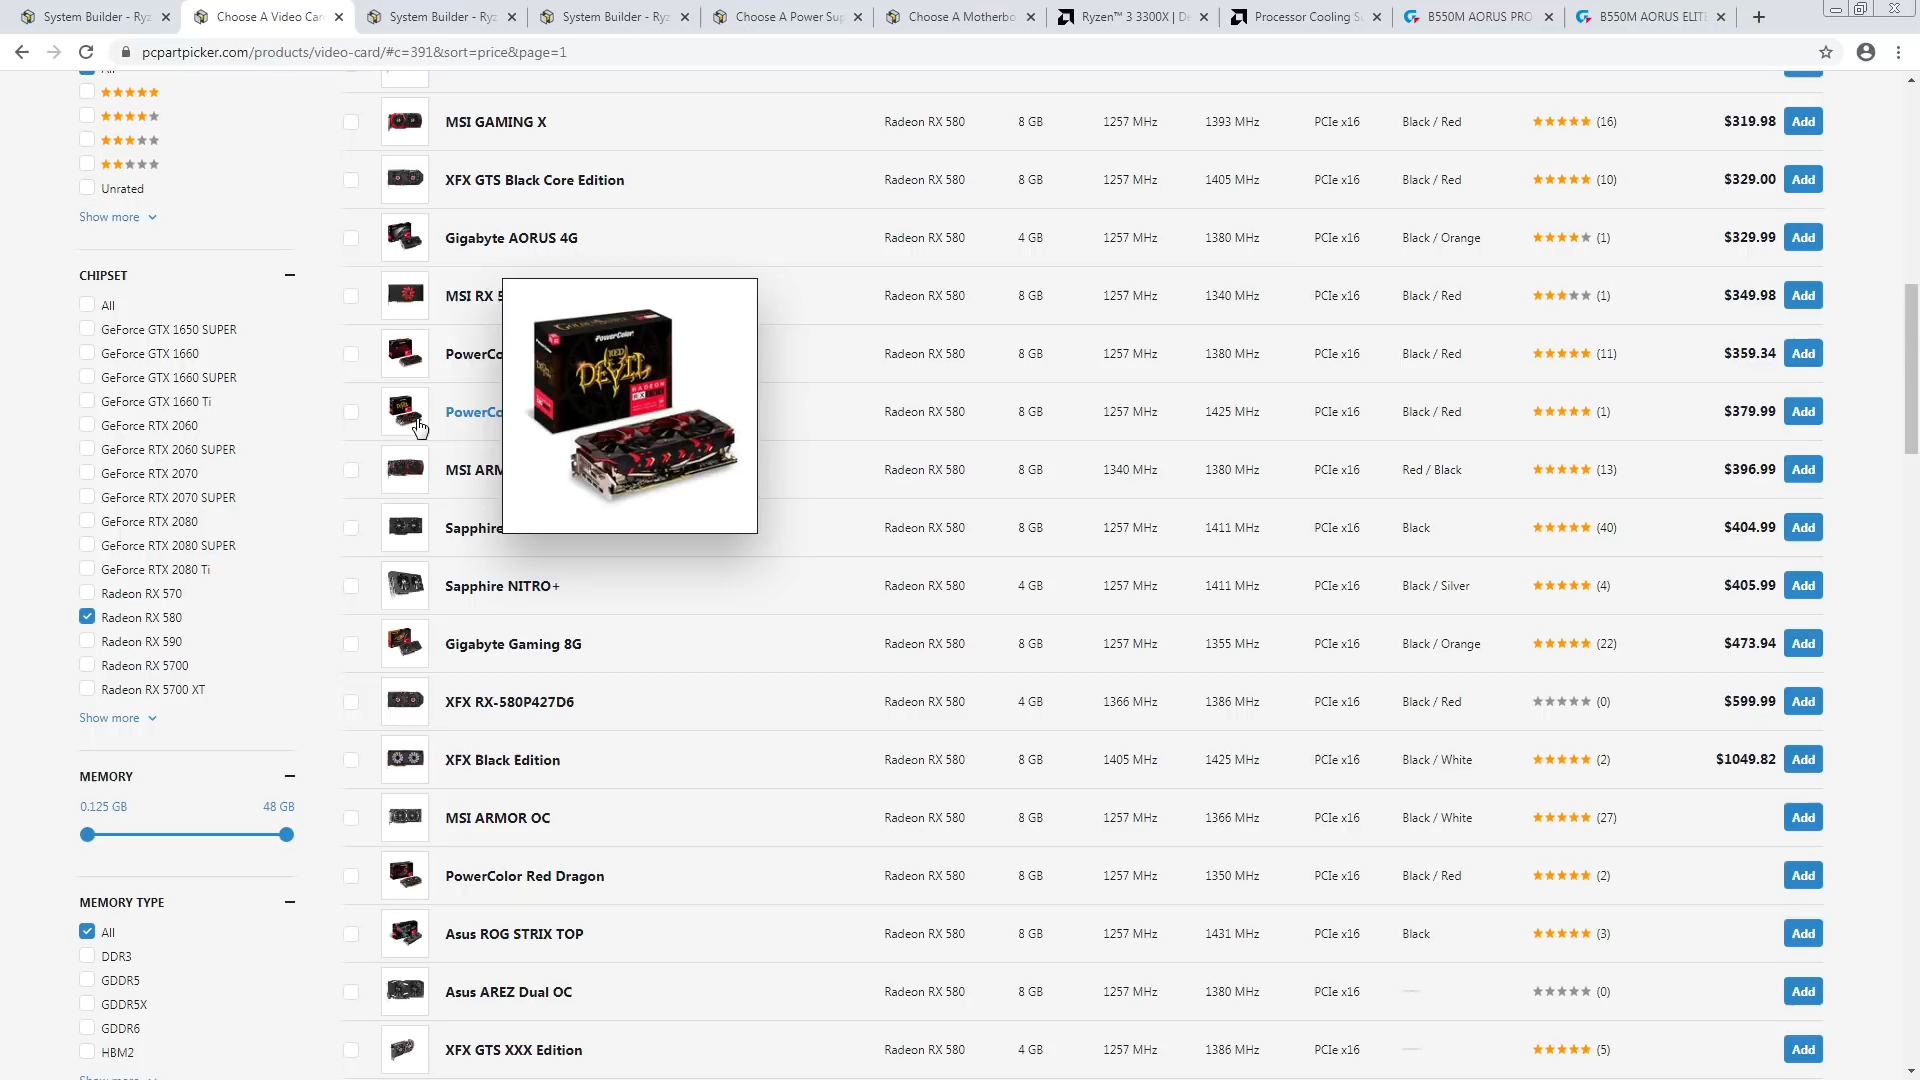 System Builder - Ryz
Choose A Video Car
System Builder - Ryz
System Builder - Ryz
Choose A Power Sup
Choose A Motherbo
Ryzen™ 3 3300X | De
Processor Cooling So
B550M AORUS PRO
B550M AORUS ELITE
pcpartpicker.com/products/video-card/#c=391&sort=price&page=1
All
Unrated
Show more
CHIPSET
All
GeForce GTX 1650 SUPER
GeForce GTX 1660
GeForce GTX 1660 SUPER
GeForce GTX 1660 Ti
GeForce RTX 2060
GeForce RTX 2060 SUPER
GeForce RTX 2070
GeForce RTX 2070 SUPER
GeForce RTX 2080
GeForce RTX 2080 SUPER
GeForce RTX 2080 Ti
Radeon RX 570
Radeon RX 580
Radeon RX 590
Radeon RX 5700
Radeon RX 5700 XT
Show more
MEMORY
0.125 GB 48 GB
MEMORY TYPE
All
DDR3
GDDR5
GDDR5X
GDDR6
HBM2
Show more
MSI GAMING X Radeon RX 580 8 GB 1257 MHz 1393 MHz PCIe x16 Black / Red (16) $319.98 Add
XFX GTS Black Core Edition Radeon RX 580 8 GB 1257 MHz 1405 MHz PCIe x16 Black / Red (10) $329.00 Add
Gigabyte AORUS 4G Radeon RX 580 4 GB 1257 MHz 1380 MHz PCIe x16 Black / Orange (1) $329.99 Add
MSI RX 5 Radeon RX 580 8 GB 1257 MHz 1340 MHz PCIe x16 Black / Red (1) $349.98 Add
PowerCo Radeon RX 580 8 GB 1257 MHz 1380 MHz PCIe x16 Black / Red (11) $359.34 Add
PowerCo Radeon RX 580 8 GB 1257 MHz 1425 MHz PCIe x16 Black / Red (1) $379.99 Add
MSI ARM Radeon RX 580 8 GB 1340 MHz 1380 MHz PCIe x16 Red / Black (13) $396.99 Add
Sapphire Radeon RX 580 8 GB 1257 MHz 1411 MHz PCIe x16 Black (40) $404.99 Add
Sapphire NITRO+ Radeon RX 580 4 GB 1257 MHz 1411 MHz PCIe x16 Black / Silver (4) $405.99 Add
Gigabyte Gaming 8G Radeon RX 580 8 GB 1257 MHz 1355 MHz PCIe x16 Black / Orange (22) $473.94 Add
XFX RX-580P427D6 Radeon RX 580 4 GB 1366 MHz 1386 MHz PCIe x16 Black / Red (0) $599.99 Add
XFX Black Edition Radeon RX 580 8 GB 1405 MHz 1425 MHz PCIe x16 Black / White (2) $1049.82 Add
MSI ARMOR OC Radeon RX 580 8 GB 1257 MHz 1366 MHz PCIe x16 Black / White (27) Add
PowerColor Red Dragon Radeon RX 580 8 GB 1257 MHz 1350 MHz PCIe x16 Black / Red (2) Add
Asus ROG STRIX TOP Radeon RX 580 8 GB 1257 MHz 1431 MHz PCIe x16 Black (3) Add
Asus AREZ Dual OC Radeon RX 580 8 GB 1257 MHz 1380 MHz PCIe x16 (0) Add
XFX GTS XXX Edition Radeon RX 580 4 GB 1257 MHz 1386 MHz PCIe x16 (5) Add
PowerColor
RED
DEVIL
RADEON
RX